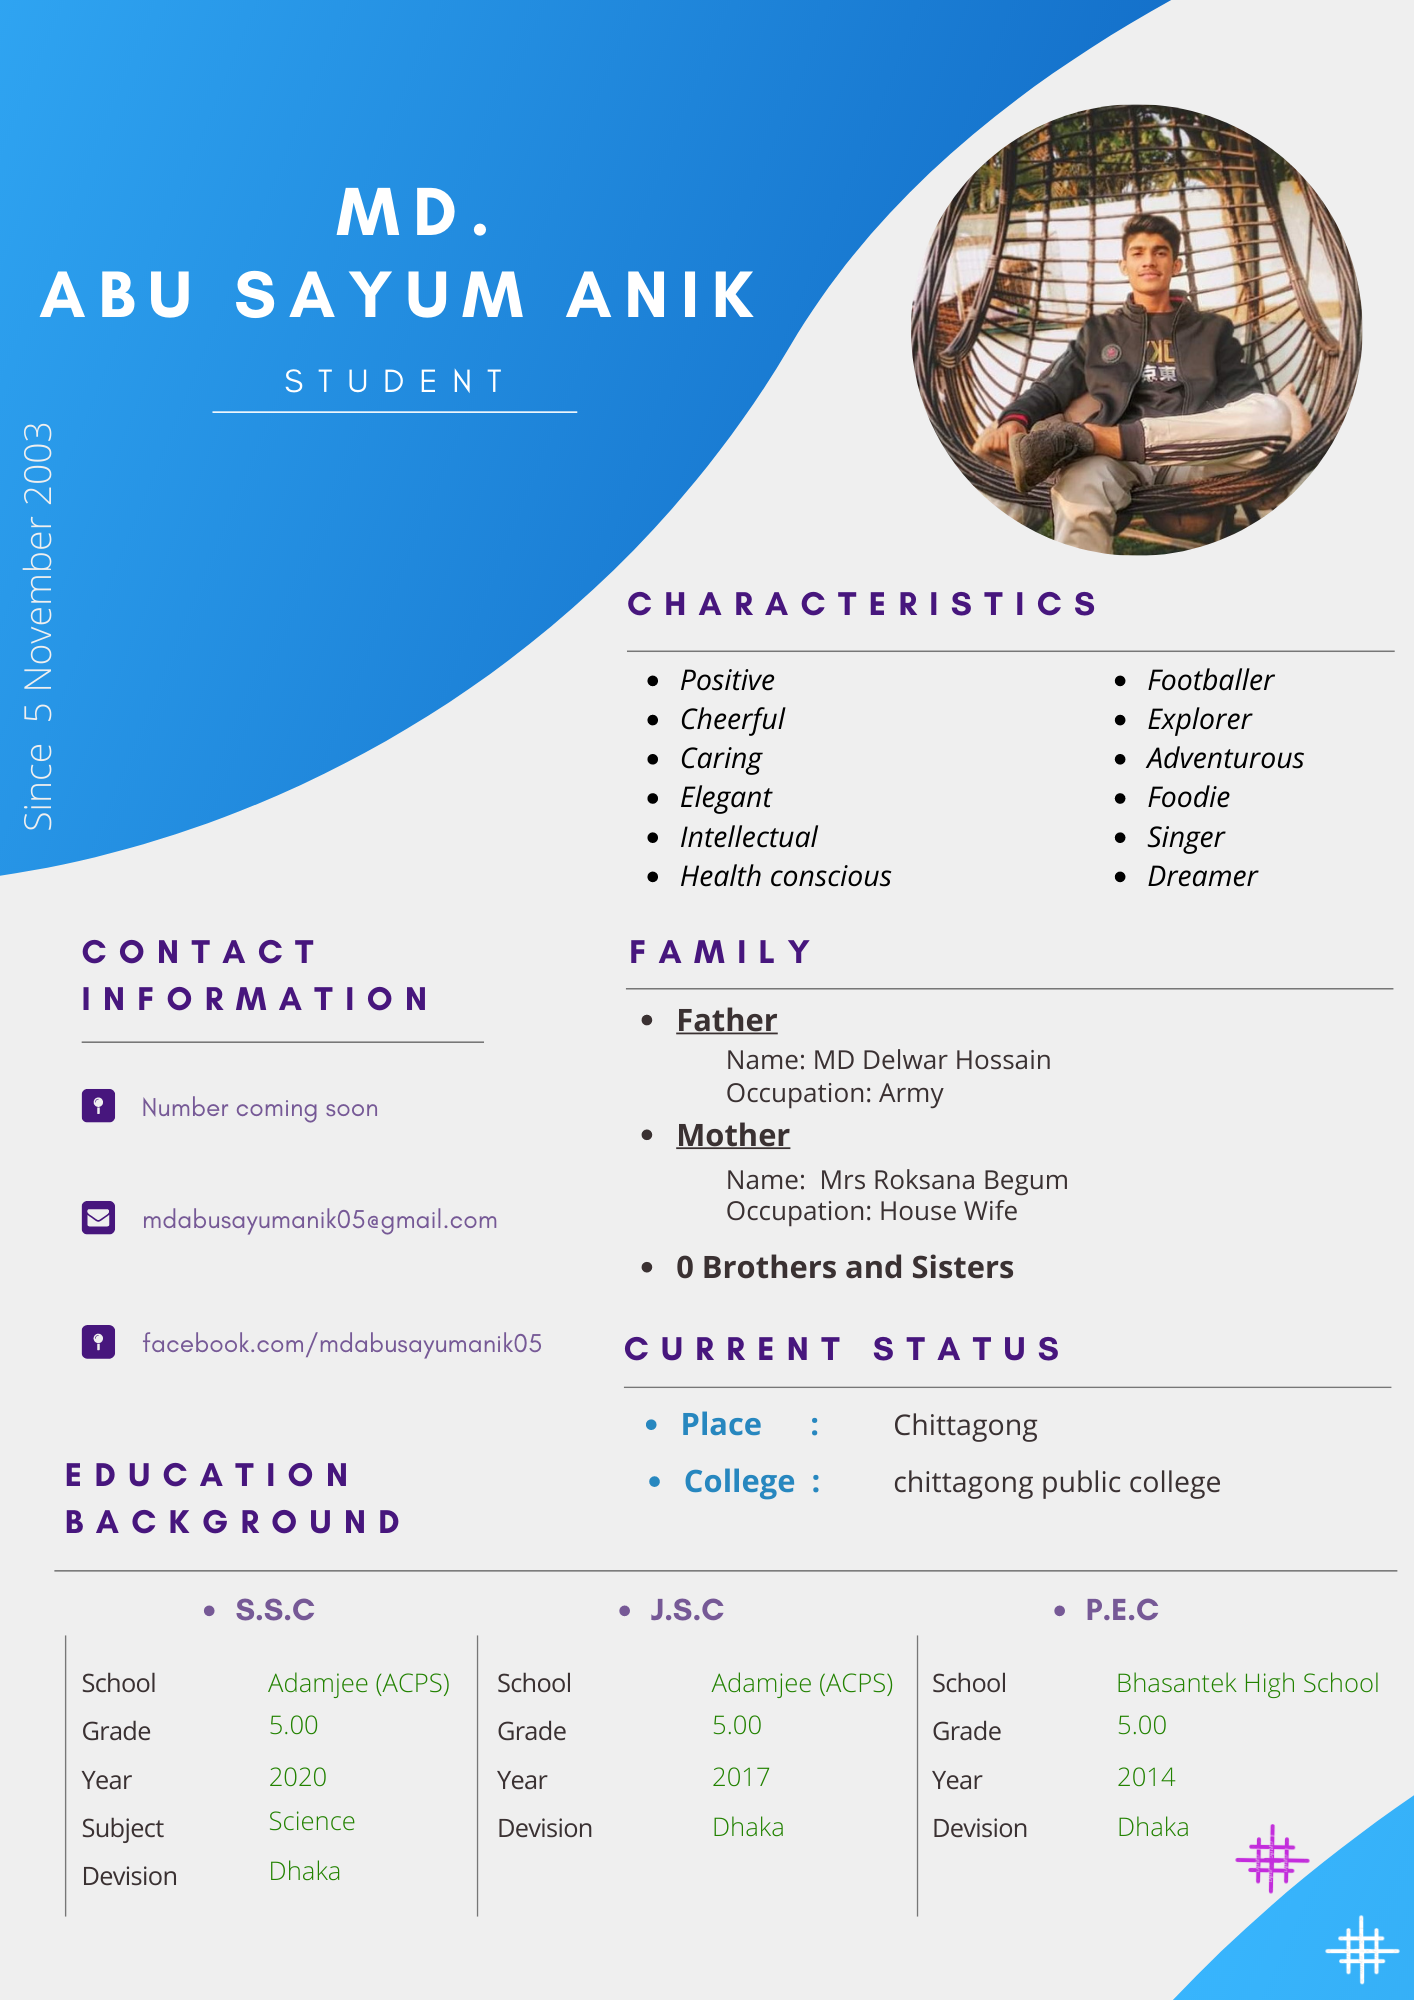 MD.
ABU SAYUM ANIK
STUDENT
Since 5 November 2003
京東
CHARACTERISTICS
Positive
Cheerful
Caring
Elegant
Intellectual
Health conscious
Footballer
Explorer
Adventurous
Foodie
Singer
Dreamer
CONTACT
INFORMATION
Number coming soon
mdabusayumanik05@gmail.com
facebook.com/mdabusayumanik05
FAMILY
Father
Name: MD Delwar Hossain
Occupation: Army
Mother
Name: Mrs Roksana Begum
Occupation: House Wife
0 Brothers and Sisters
CURRENT STATUS
Place : Chittagong
College : chittagong public college
EDUCATION
BACKGROUND
S.S.C
School Adamjee (ACPS)
Grade 5.00
Year 2020
Subject Science
Devision Dhaka
J.S.C
School Adamjee (ACPS)
Grade 5.00
Year 2017
Devision Dhaka
P.E.C
School Bhasantek High School
Grade 5.00
Year 2014
Devision Dhaka